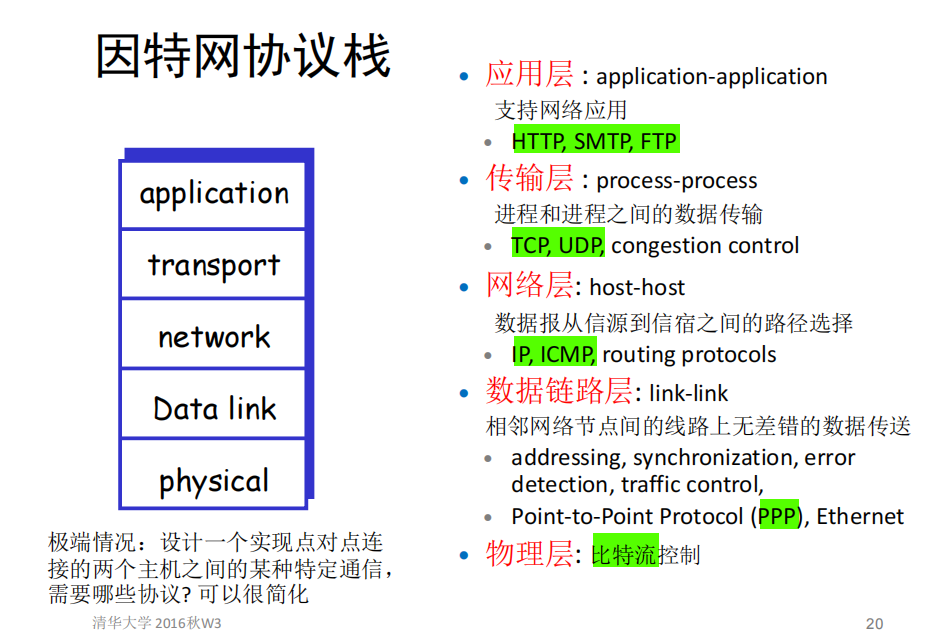 因特网协议栈
application
transport
network
Data link
physical
极端情况：设计一个实现点对点连
接的两个主机之间的某种特定通信，
需要哪些协议? 可以很简化
• 应用层 : application-application
支持网络应用
• HTTP, SMTP, FTP
• 传输层 : process-process
进程和进程之间的数据传输
• TCP, UDP, congestion control
• 网络层: host-host
数据报从信源到信宿之间的路径选择
• IP, ICMP, routing protocols
• 数据链路层: link-link
相邻网络节点间的线路上无差错的数据传送
• addressing, synchronization, error
detection, traffic control,
• Point-to-Point Protocol (PPP), Ethernet
• 物理层: 比特流控制
清华大学 2016秋W3
20